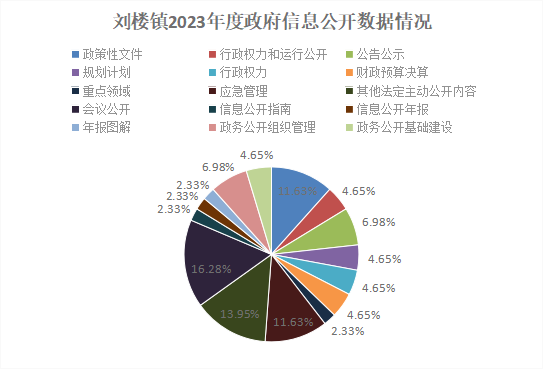 刘楼镇2023年度政府信息公开数据情况
政策性文件 行政权力和运行公开 公告公示
规划计划 行政权力 财政预算决算
重点领域 应急管理 其他法定主动公开内容
会议公开 信息公开指南 信息公开年报
年报图解 政务公开组织管理 政务公开基础建设
4.65%
6.98%
2.33%
2.33%
2.33%
11.63%
4.65%
6.98%
4.65%
16.28%
4.65%
4.65%
13.95%
11.63%
2.33%